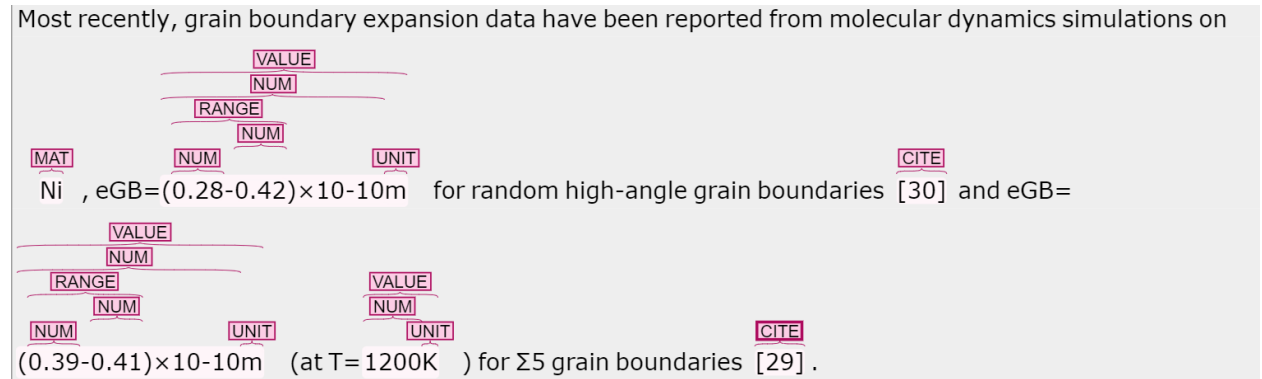 Most recently, grain boundary expansion data have been reported from molecular dynamics simulations on
VALUE
NUM
RANGE
NUM
MAT NUM UNIT CITE
Ni , eGB=(0.28-0.42)×10-10m for random high-angle grain boundaries [30] and eGB=
VALUE
NUM
RANGE VALUE
NUM NUM
NUM UNIT UNIT CITE
(0.39-0.41)×10-10m (at T=1200K ) for Σ5 grain boundaries [29] .